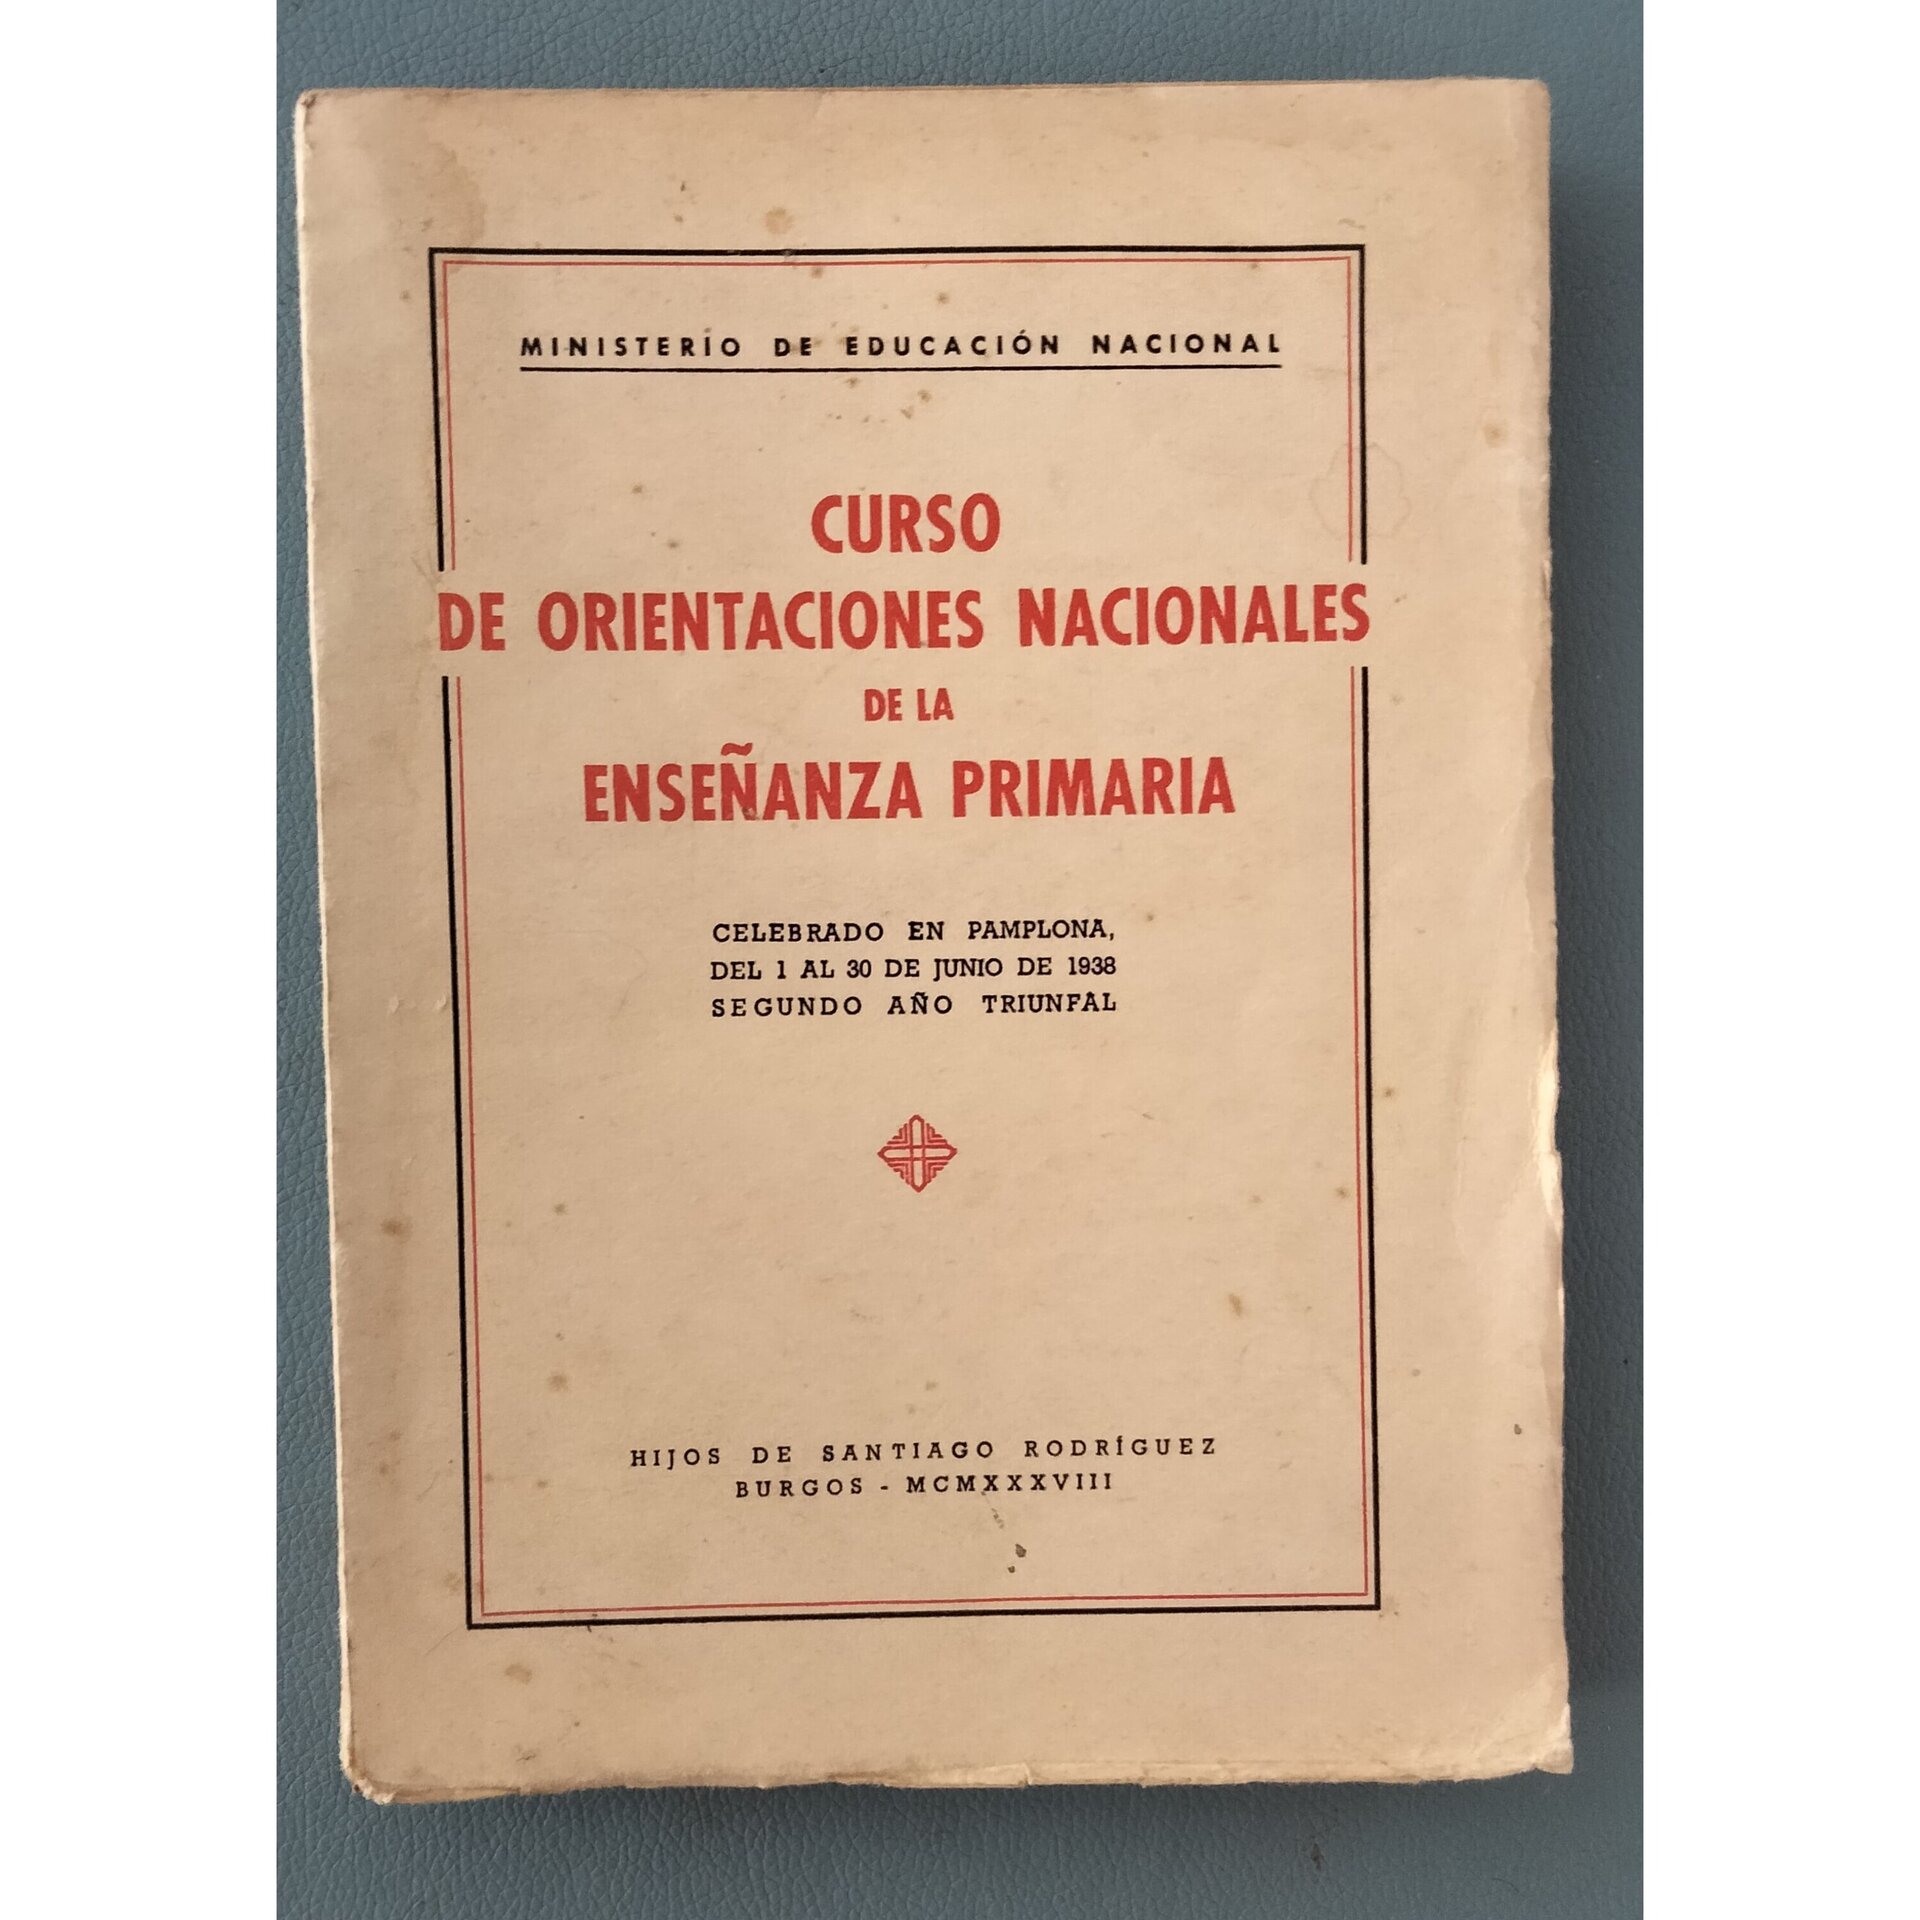 MINISTERIO DE EDUCACIÓN NACIONAL
CURSO
DE ORIENTACIONES NACIONALES
DE LA
ENSEÑANZA PRIMARIA
CELEBRADO EN PAMPLONA,
DEL 1 AL 30 DE JUNIO DE 1938
SEGUNDO AÑO TRIUNFAL
HIJOS DE SANTIAGO RODRÍGUEZ
BURGOS - MCMXXXVIII